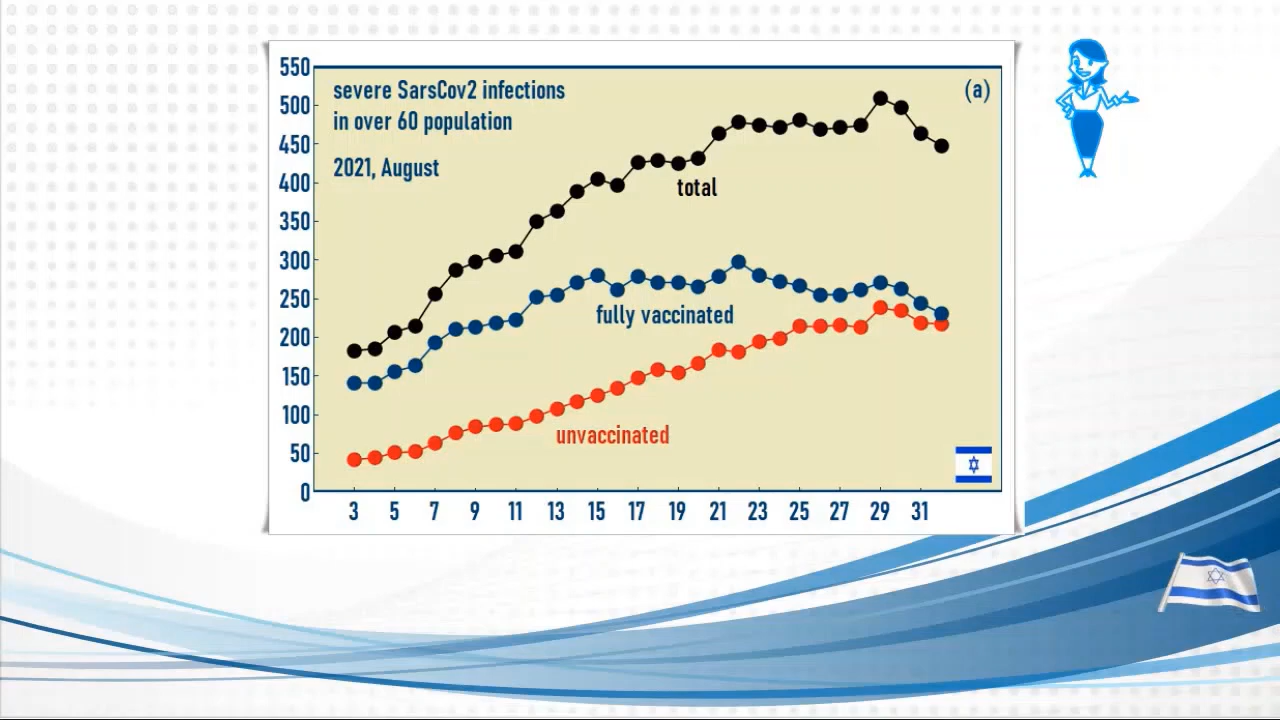 550
500
450
400
350
300
250
200
150
100
50
0
severe SarsCov2 infections
in over 60 population
2021, August
(a)
total
fully vaccinated
unvaccinated
3 5 7 9 11 13 15 17 19 21 23 25 27 29 31